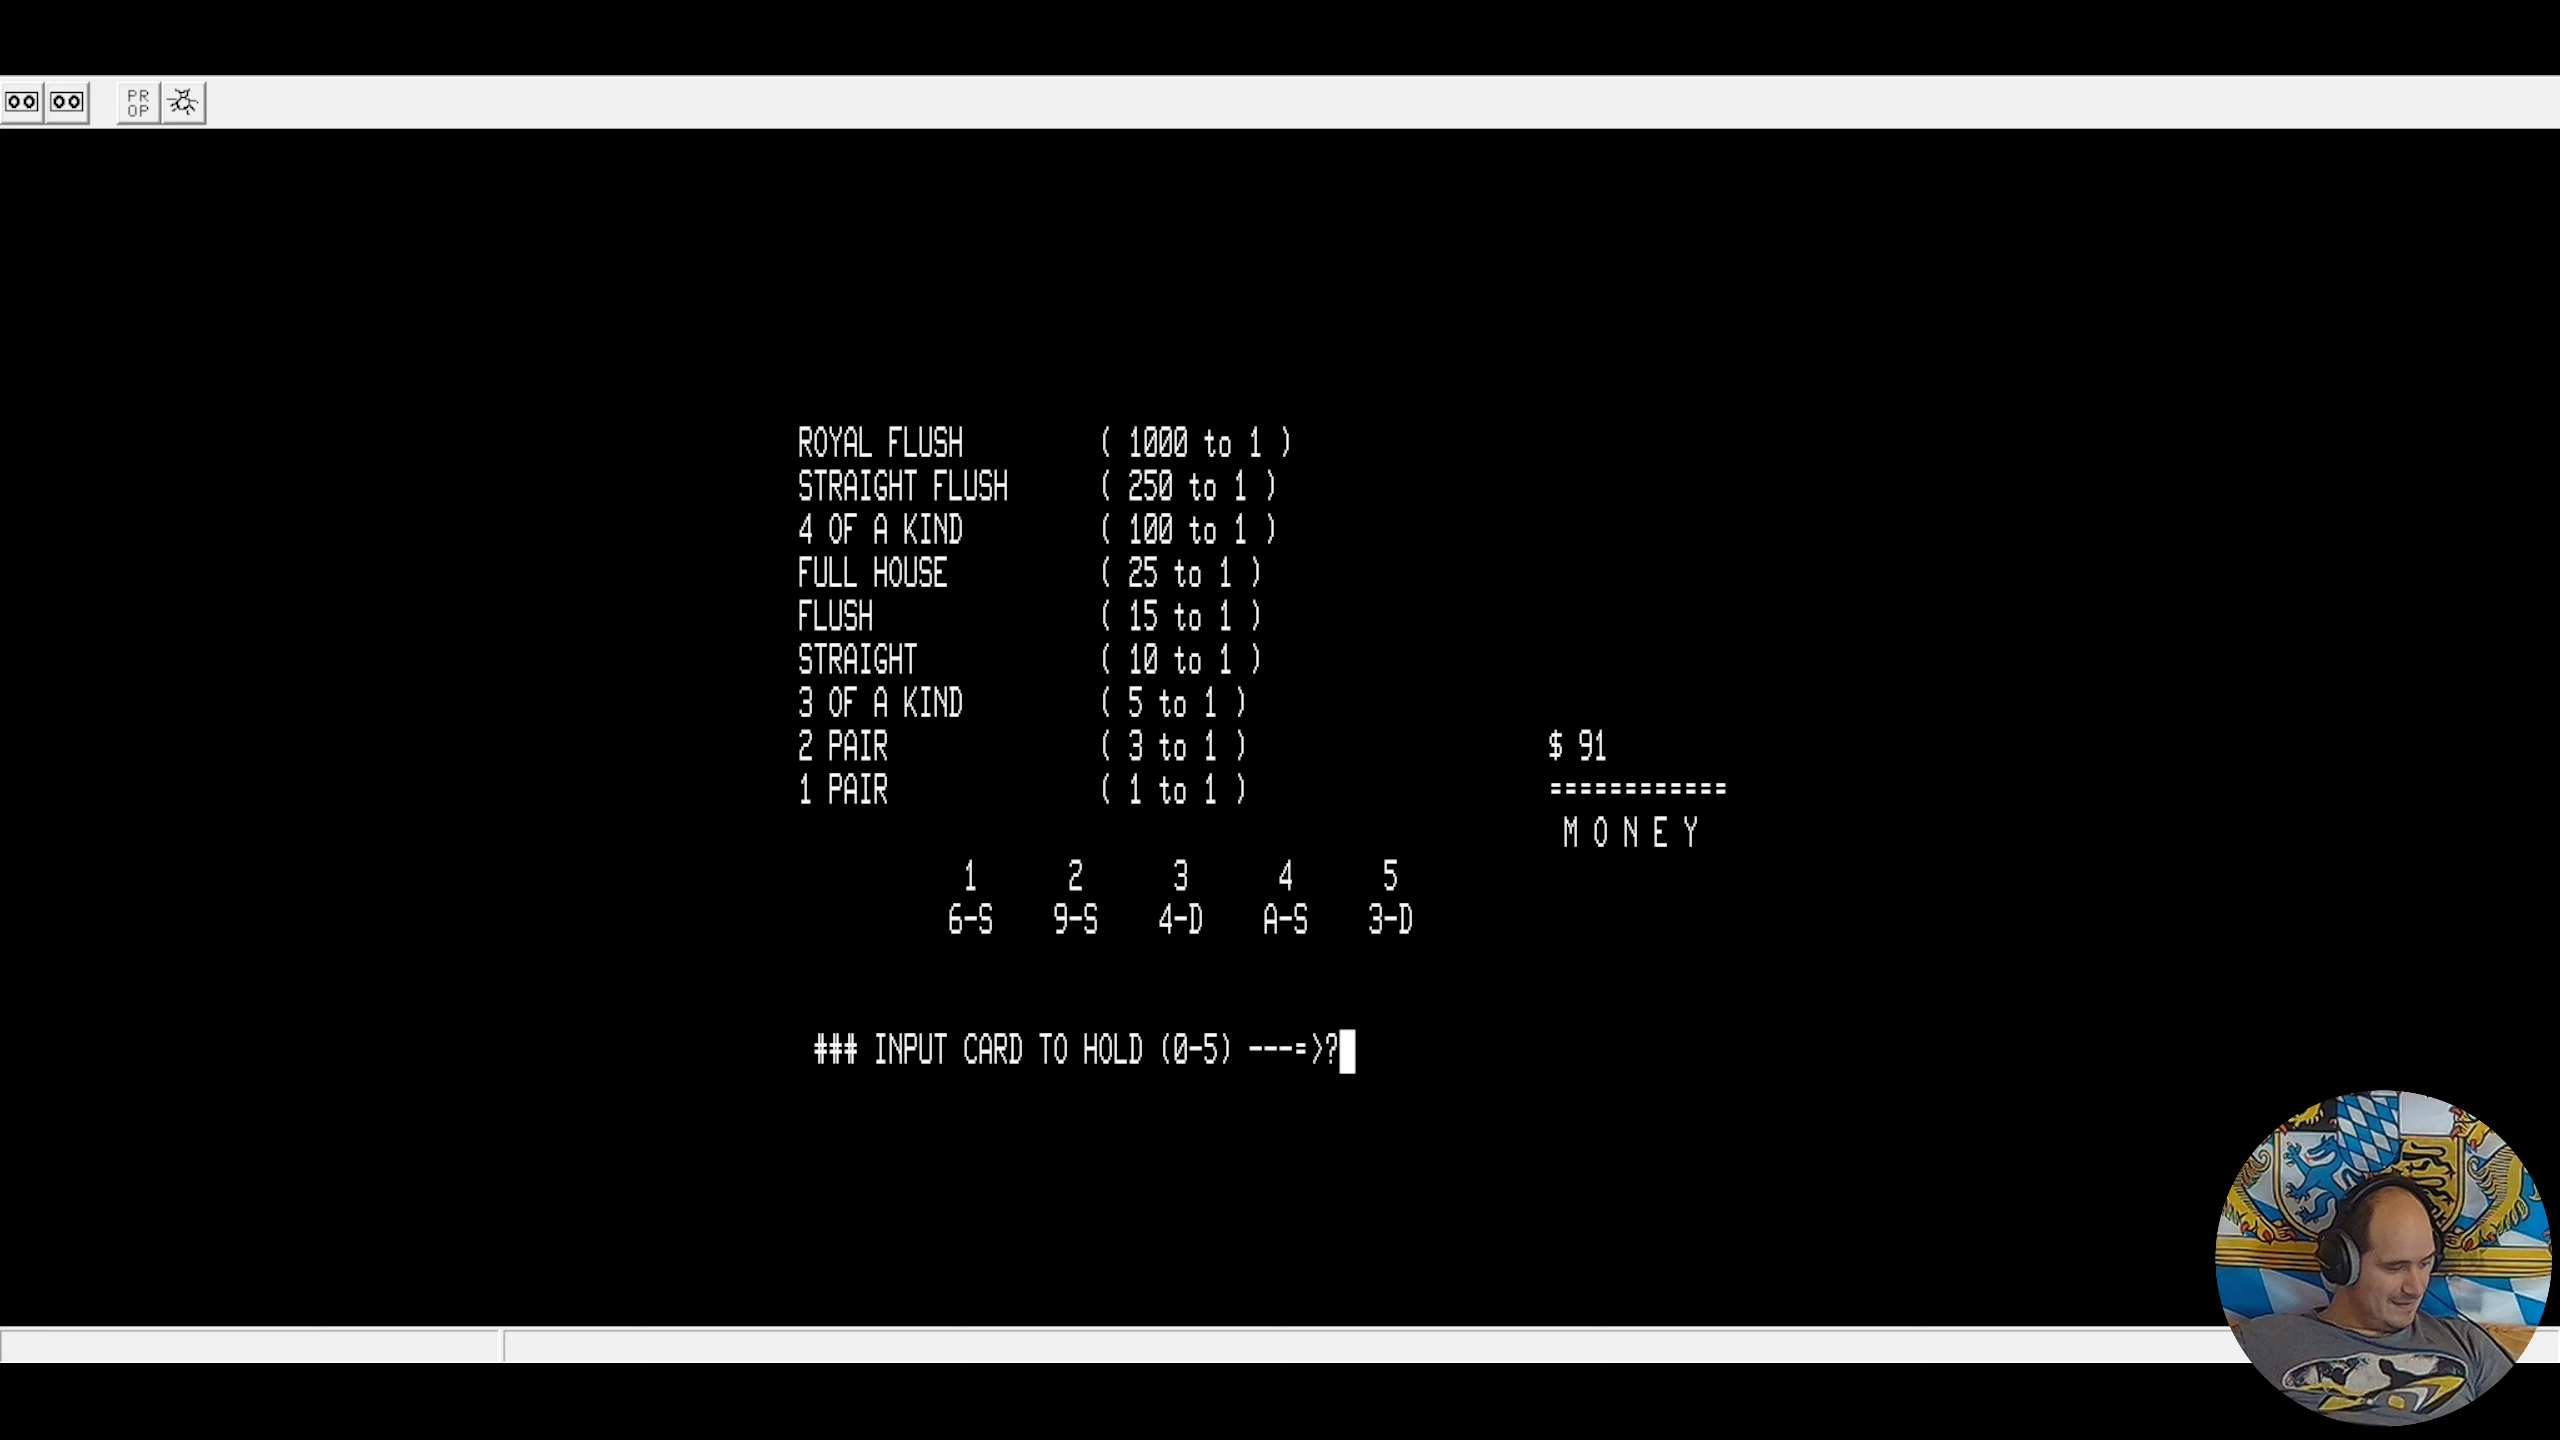 PR
OP
ROYAL FLUSH ( 1000 to 1 )
STRAIGHT FLUSH ( 250 to 1 )
4 OF A KIND ( 100 to 1 )
FULL HOUSE ( 25 to 1 )
FLUSH ( 15 to 1 )
STRAIGHT ( 10 to 1 )
3 OF A KIND ( 5 to 1 )
2 PAIR ( 3 to 1 ) $ 91
1 PAIR ( 1 to 1 ) ============
M O N E Y
1 2 3 4 5
6-S 9-S 4-D A-S 3-D
### INPUT CARD TO HOLD (0-5) ---=>?